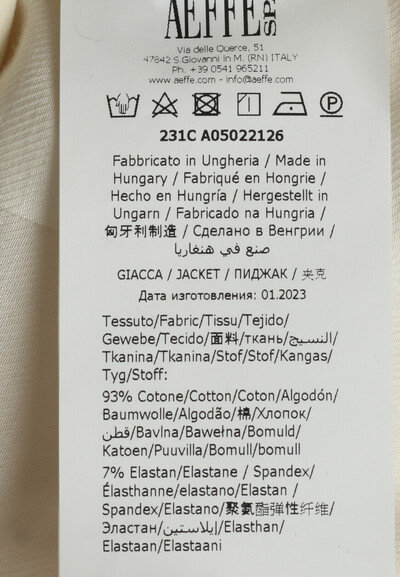 AEFFE SPA
Via delle Querce, 51
47842 S.Giovanni in M. (RN) ITALY
Ph. +39 0541 965211
www.aeffe.com - info@aeffe.com
231C A05022126
Fabbricato in Ungheria / Made in
Hungary / Fabriqué en Hongrie /
Hecho en Hungría / Hergestellt in
Ungarn / Fabricado na Hungria /
匈牙利制造 / Сделано в Венгрии /
صنع في هنغاريا
GIACCA / JACKET / ПИДЖАК / 夹克
Дата изготовления: 01.2023
Tessuto/Fabric/Tissu/Tejido/
Gewebe/Tecido/面料/ткань/النسيج/
Tkanina/Tkanina/Stof/Stof/Kangas/
Tyg/Stoff:
93% Cotone/Cotton/Coton/Algodón/
Baumwolle/Algodão/棉/Хлопок/
قطن/Bavlna/Bawełna/Bomuld/
Katoen/Puuvilla/Bomull/bomull
7% Elastan/Elastane / Spandex/
Élasthanne/elastano/Elastan /
Spandex/Elastano/聚氨酯弹性纤维/
Эластан/إيلاستين/Elasthan/
Elastaan/Elastaani